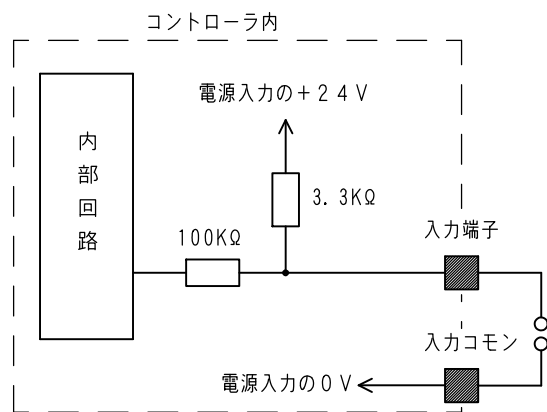 コントローラ内
電源入力の+24V
内部回路
3.3KΩ
100KΩ
入力端子
入力コモン
電源入力の0V